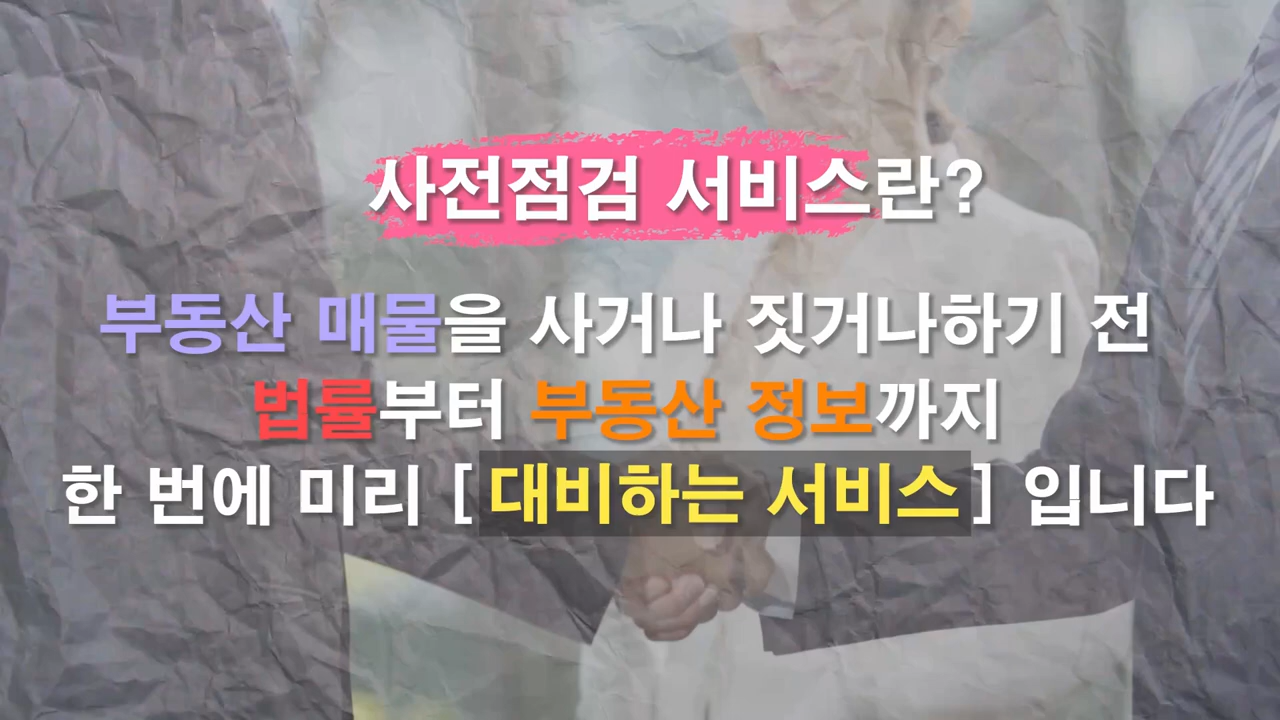 사전점검 서비스란?
부동산 매물을 사거나 짓거나하기 전
법률부터 부동산 정보까지
한 번에 미리 [ 대비하는 서비스 ] 입니다